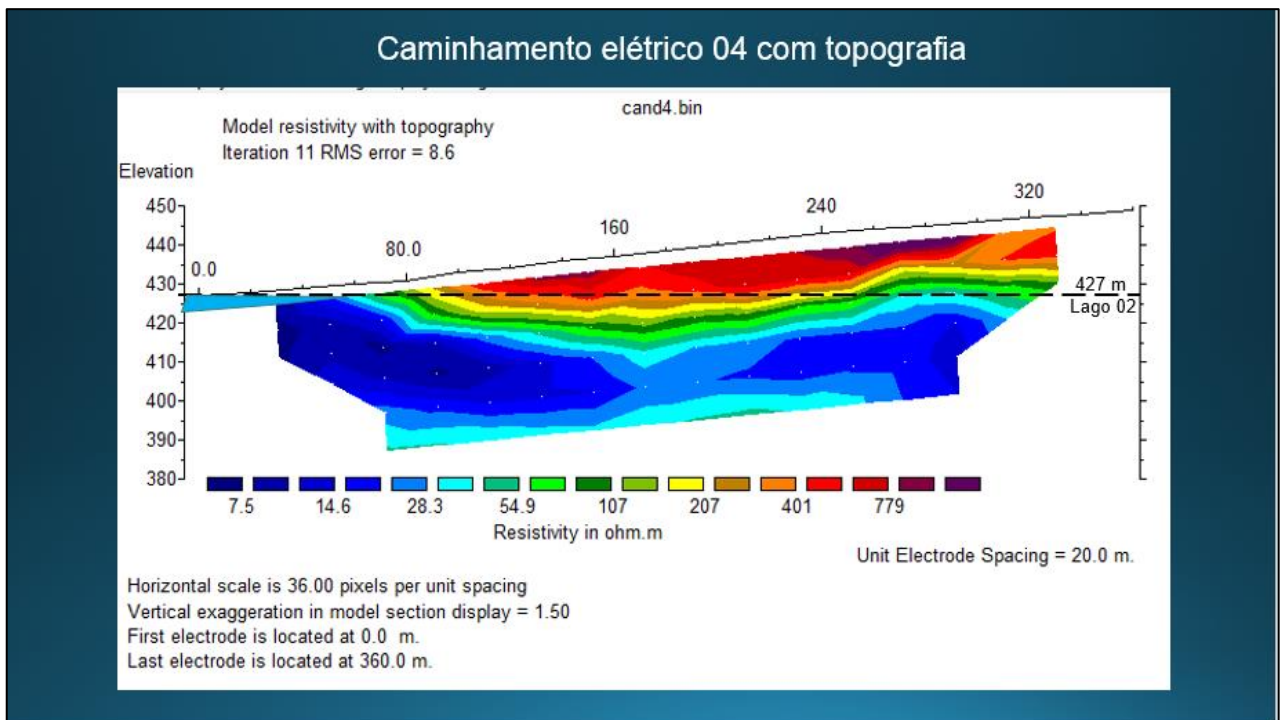 Caminhamento elétrico 04 com topografia
cand4.bin
Model resistivity with topography
Iteration 11 RMS error = 8.6
Elevation
450
440
430
420
410
400
390
380
0.0
80.0
160
240
320
427 m
Lago 02
7.5 14.6 28.3 54.9 107 207 401 779
Resistivity in ohm.m
Unit Electrode Spacing = 20.0 m.
Horizontal scale is 36.00 pixels per unit spacing
Vertical exaggeration in model section display = 1.50
First electrode is located at 0.0 m.
Last electrode is located at 360.0 m.